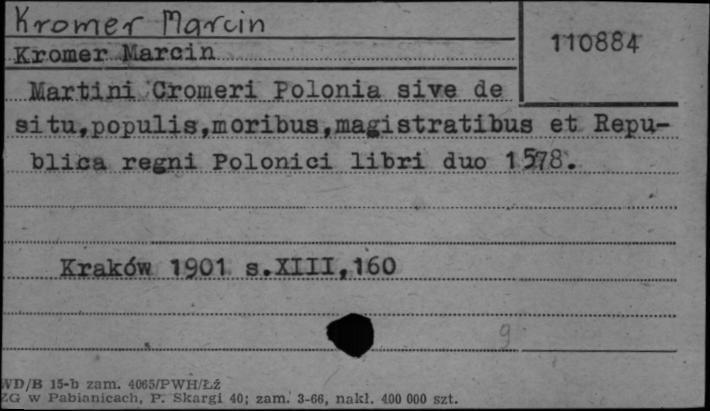 Kromer Marcin
110884
Kromer Marcin
Martini Cromeri Polonia sive de
situ,populis,moribus,magistratibus et Repu-
blica regni Polonici libri duo 1578.
Kraków 1901 s.XIII,160
9
WD/B 15-b zam. 4065/PWH/Łż
ZG w Pabianicach, P. Skargi 40; zam. 3-66, nakł. 400 000 szt.